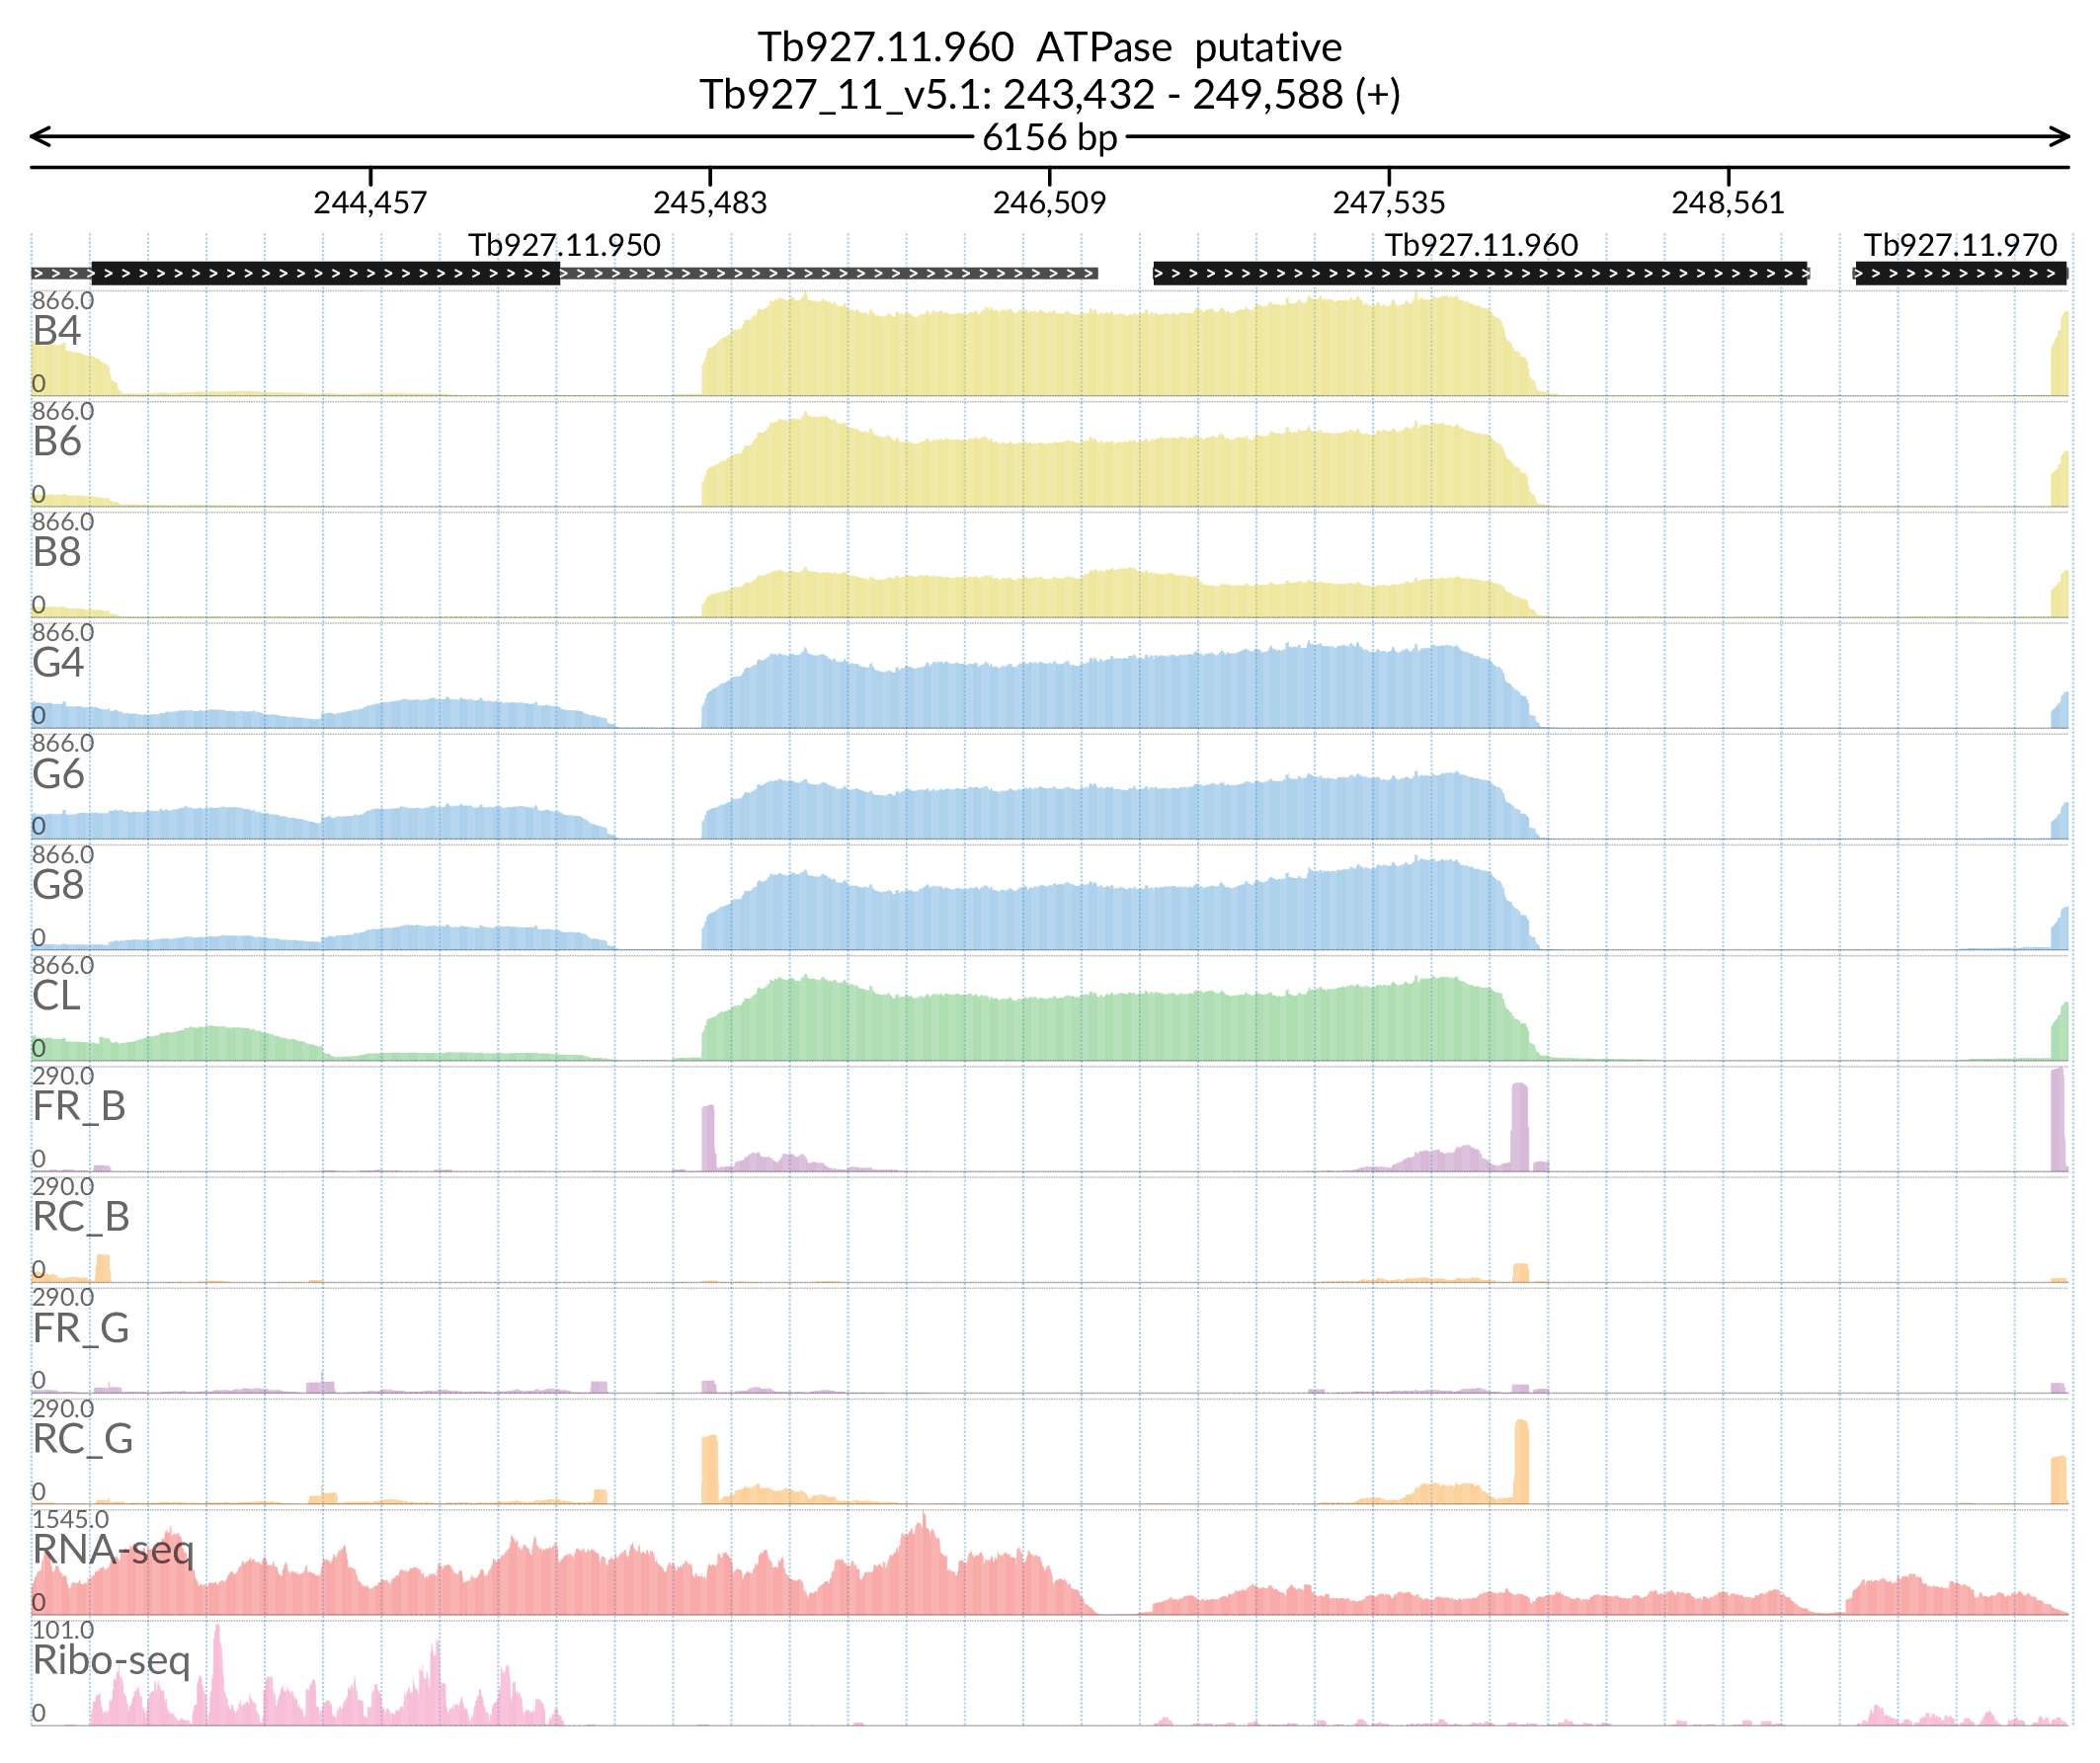 Tb927.11.960 ATPase putative
Tb927_11_v5.1: 243,432 - 249,588 (+)
6156 bp
244,457 245,483 246,509 247,535 248,561
Tb927.11.950 Tb927.11.960 Tb927.11.970
866.0
B4
0
866.0
B6
0
866.0
B8
0
866.0
G4
0
866.0
G6
0
866.0
G8
0
866.0
CL
0
290.0
FR_B
0
290.0
RC_B
0
290.0
FR_G
0
290.0
RC_G
0
1545.0
RNA-seq
0
101.0
Ribo-seq
0